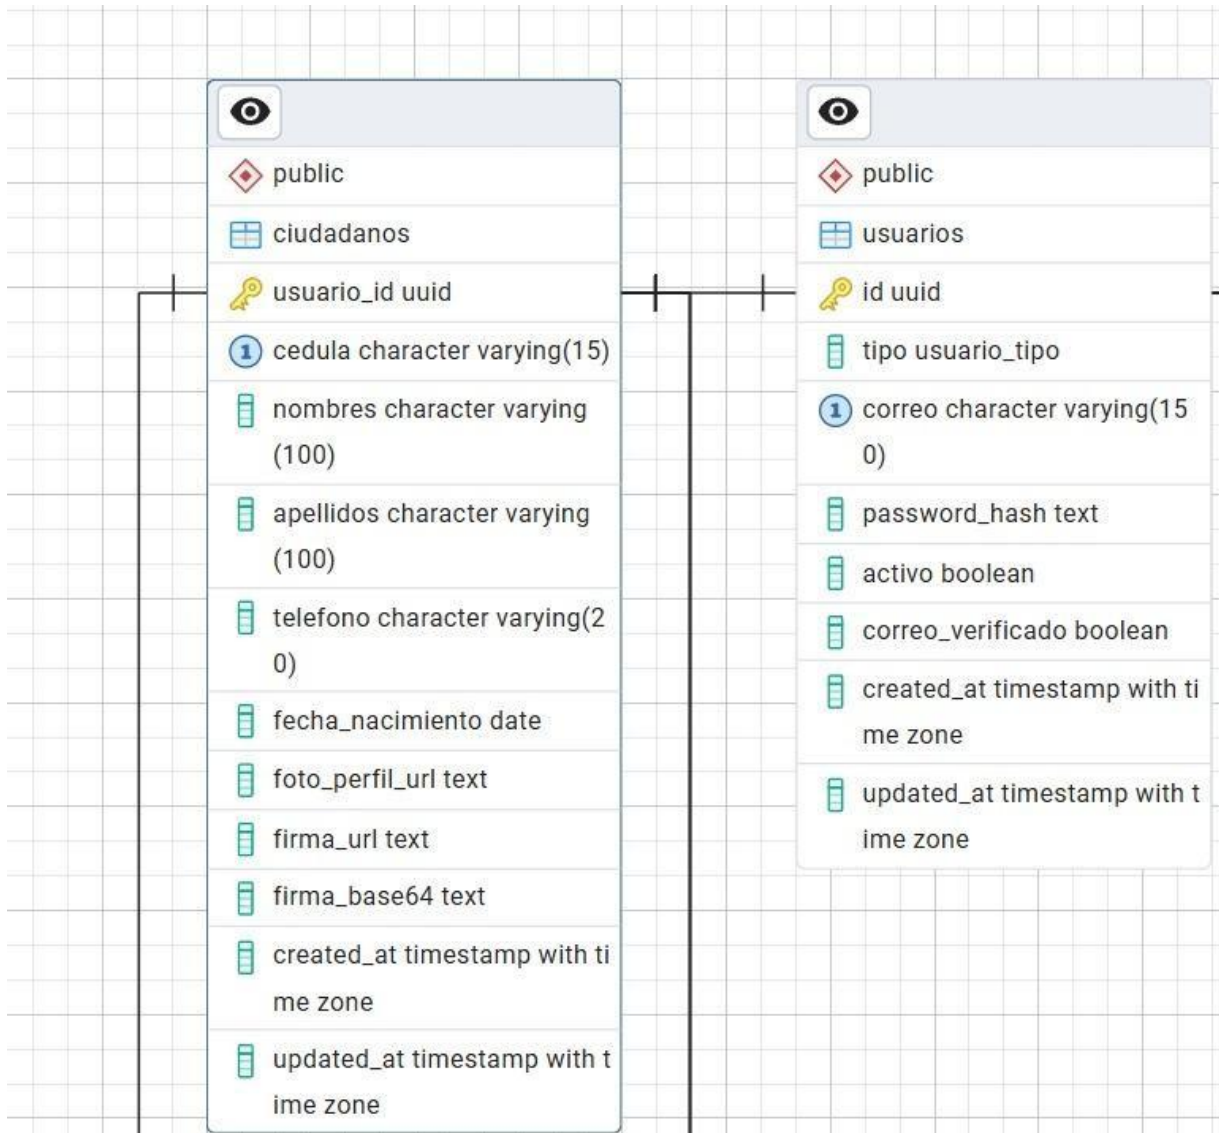 public
ciudadanos
usuario_id uuid
1 cedula character varying(15)
nombres character varying
(100)
apellidos character varying
(100)
telefono character varying(2
0)
fecha_nacimiento date
foto_perfil_url text
firma_url text
firma_base64 text
created_at timestamp with ti
me zone
updated_at timestamp with t
ime zone
public
usuarios
id uuid
tipo usuario_tipo
1 correo character varying(15
0)
password_hash text
activo boolean
correo_verificado boolean
created_at timestamp with ti
me zone
updated_at timestamp with t
ime zone